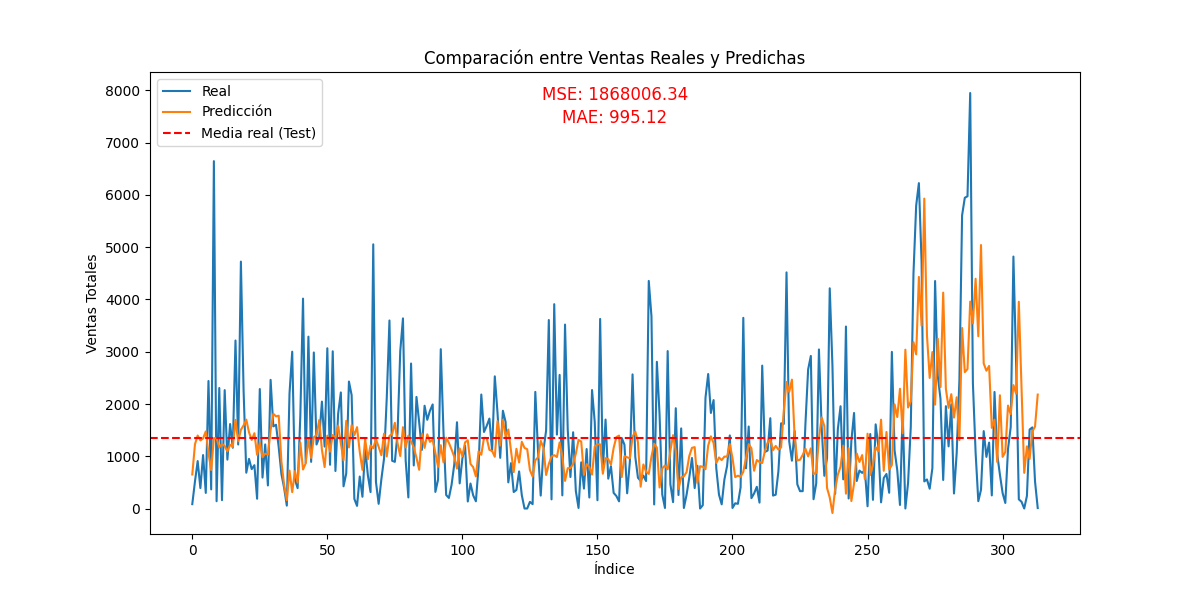 Comparación entre Ventas Reales y Predichas
Real
Predicción
Media real (Test)
MSE: 1868006.34
MAE: 995.12
Ventas Totales
8000
7000
6000
5000
4000
3000
2000
1000
0
0 50 100 150 200 250 300
Índice